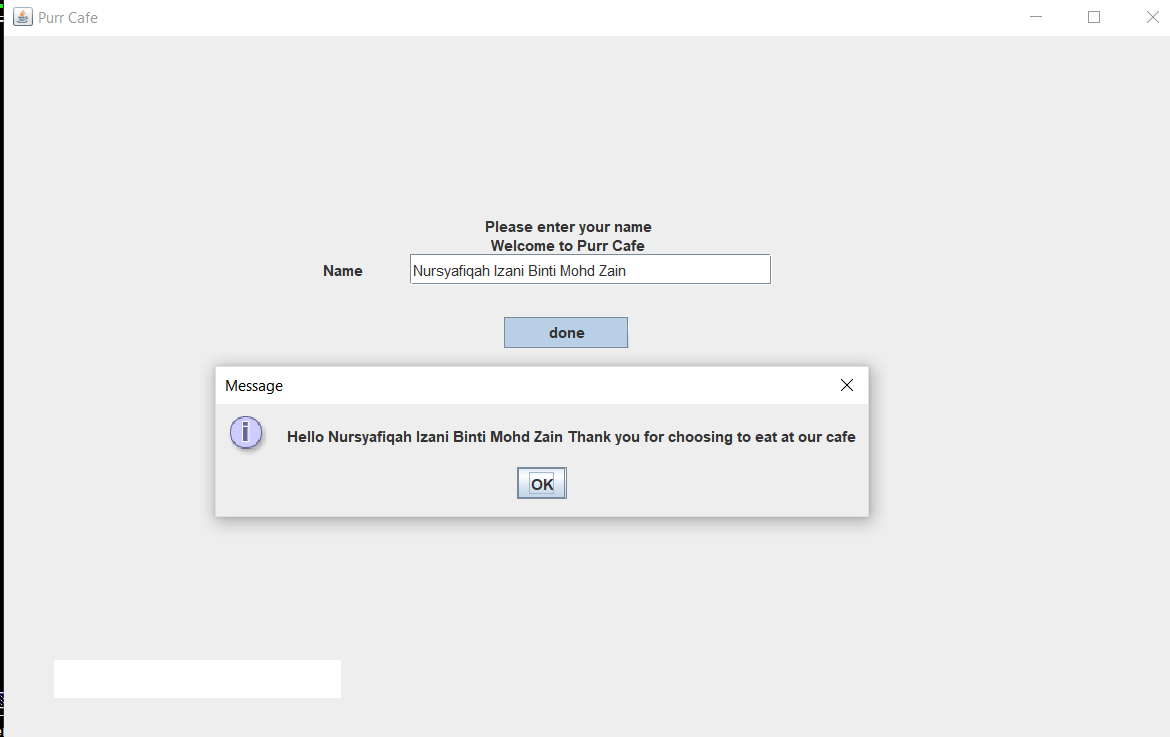 Purr Cafe
Please enter your name
Welcome to Purr Cafe
Name
Nursyafiqah Izani Binti Mohd Zain
done
Message
Hello Nursyafiqah Izani Binti Mohd Zain Thank you for choosing to eat at our cafe
OK